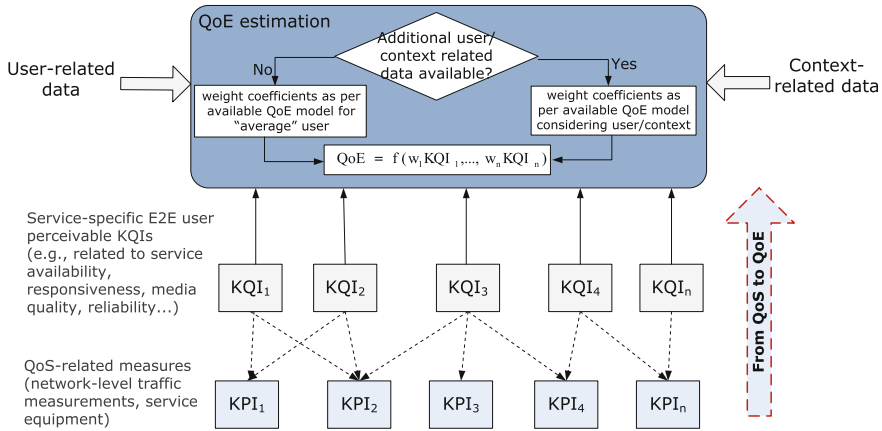 QoE estimation
Additional user/
context related
data available?
No
Yes
User-related
data
Context-
related data
weight coefficients as per
available QoE model for
“average” user
weight coefficients as
per available QoE model
considering user/context
QoE = f (w₁KQI ₁,..., wₙKQI ₙ)
Service-specific E2E user
perceivable KQIs
(e.g., related to service
availability,
responsiveness, media
quality, reliability...)
KQI₁
KQI₂
KQI₃
KQI₄
KQIₙ
From QoS to QoE
QoS-related measures
(network-level traffic
measurements, service
equipment)
KPI₁
KPI₂
KPI₃
KPI₄
KPIₙ